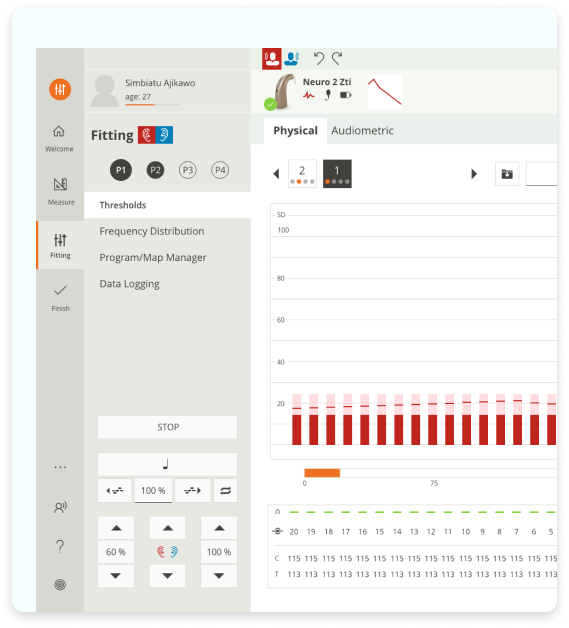 Simbiatu Ajikawo
age: 27
Neuro 2 Zti
Welcome
Fitting
Physical Audiometric
P1 P2 P3 P4
2 1
Measure
Thresholds
Frequency Distribution
Program/Map Manager
Data Logging
Fitting
Finish
SD
100
80
60
40
20
STOP
100 %
0 75
60 % 100 %
0
20 19 18 17 16 15 14 13 12 11 10 9 8 7 6 5
C 115 115 115 115 115 115 115 115 115 115 115 115 115 115 115 115
T 113 113 113 113 113 113 113 113 113 113 113 113 113 113 113 113
?